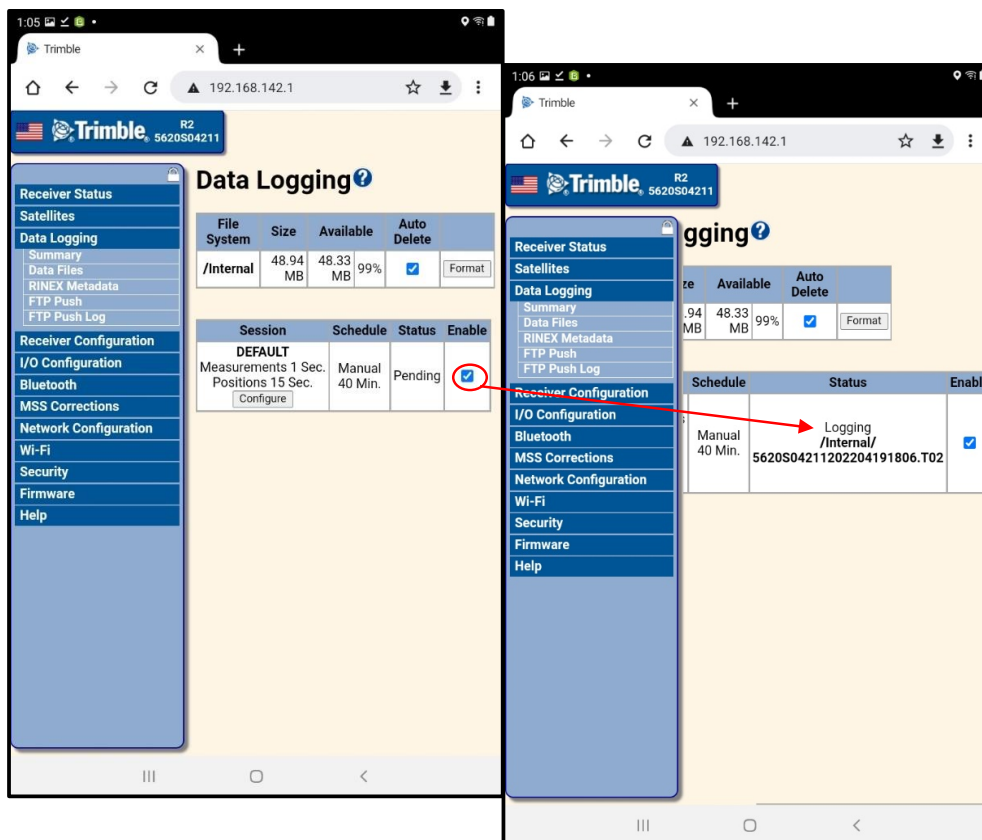 1:05
Trimble
192.168.142.1
Trimble® R2
5620S04211
Receiver Status
Satellites
Data Logging
Summary
Data Files
RINEX Metadata
FTP Push
FTP Push Log
Receiver Configuration
I/O Configuration
Bluetooth
MSS Corrections
Network Configuration
Wi-Fi
Security
Firmware
Help
Data Logging
File System Size Available Auto Delete
/Internal 48.94 MB 48.33 MB 99% Format
Session Schedule Status Enable
DEFAULT
Measurements 1 Sec.
Positions 15 Sec.
Configure
Manual
40 Min.
Pending
1:06
Trimble
192.168.142.1
Trimble® R2
5620S04211
Receiver Status
Satellites
Data Logging
Summary
Data Files
RINEX Metadata
FTP Push
FTP Push Log
Receiver Configuration
I/O Configuration
Bluetooth
MSS Corrections
Network Configuration
Wi-Fi
Security
Firmware
Help
gging
ze Available Auto Delete
.94 MB 48.33 MB 99% Format
Schedule Status Enabl
s
Manual
40 Min.
Logging
/Internal/
5620S04211202204191806.T02